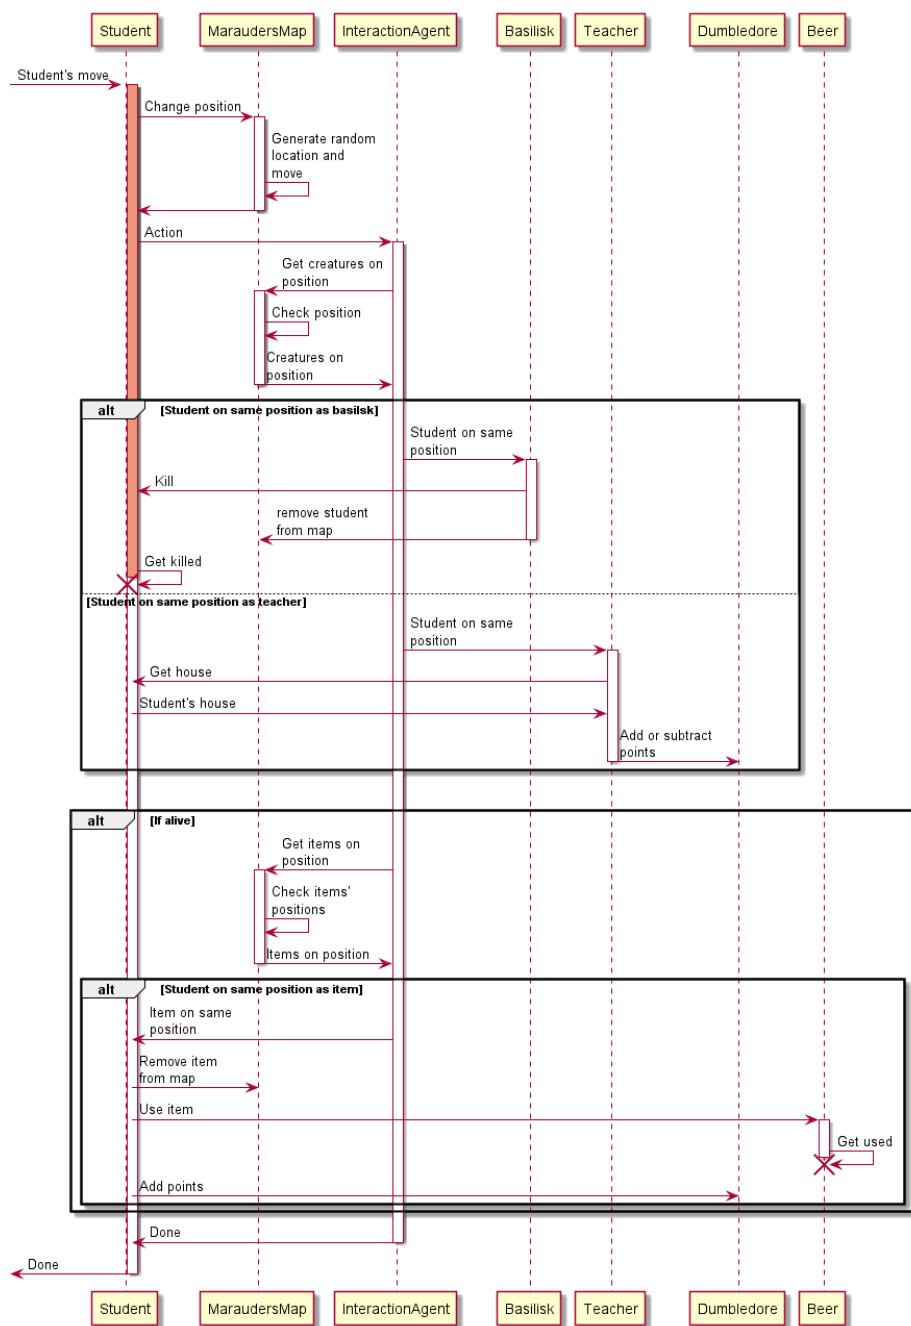 Student MaraudersMap InteractionAgent Basilisk Teacher Dumbledore Beer
Student's move
Change position
Generate random
location and
move
Action
Get creatures on
position
Check position
Creatures on
position
alt [Student on same position as basilsk]
Student on same
position
Kill
remove student
from map
Get killed
[Student on same position as teacher]
Student on same
position
Get house
Student's house
Add or subtract
points
alt [If alive]
Get items on
position
Check items'
positions
Items on position
alt [Student on same position as item]
Item on same
position
Remove item
from map
Use item
Get used
Add points
Done
Done
Student MaraudersMap InteractionAgent Basilisk Teacher Dumbledore Beer